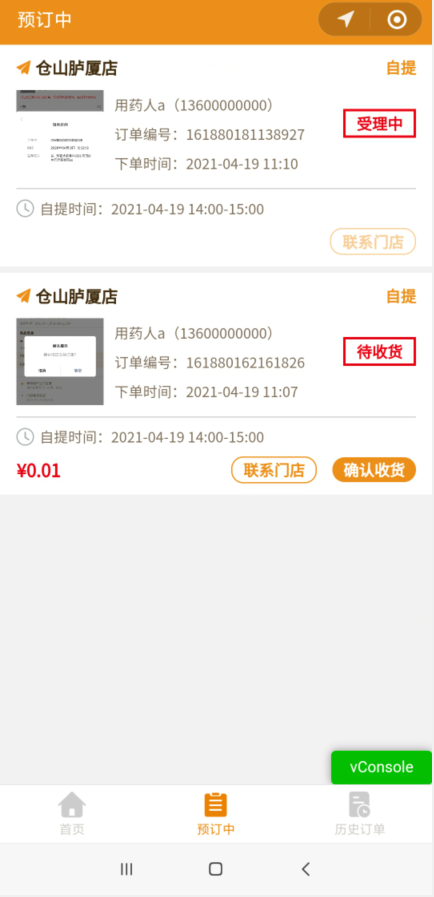 预订中
仓山胪厦店
自提
用药人a（13600000000）
订单编号：161880181138927
受理中
下单时间：2021-04-19 11:10
自提时间：2021-04-19 14:00-15:00
联系门店
仓山胪厦店
自提
用药人a（13600000000）
订单编号：161880162161826
待收货
下单时间：2021-04-19 11:07
自提时间：2021-04-19 14:00-15:00
¥0.01
联系门店
确认收货
vConsole
首页
预订中
历史订单